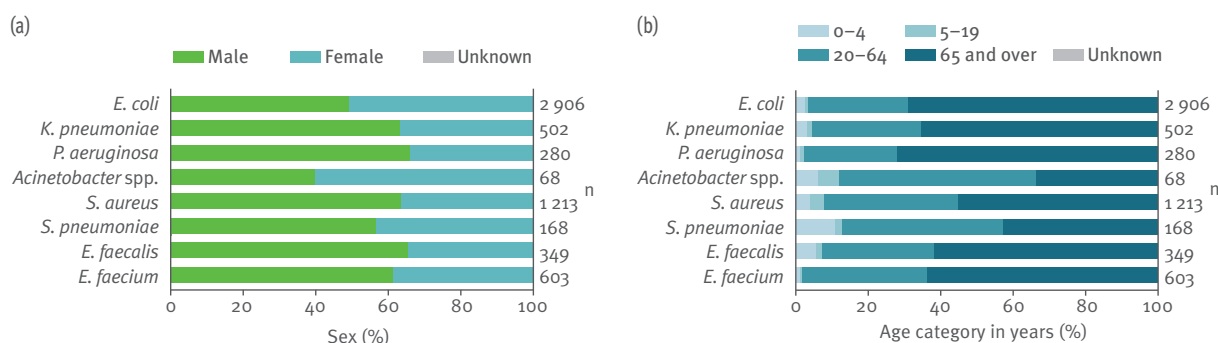 (a)
Male Female Unknown
E. coli 2 906
K. pneumoniae 502
P. aeruginosa 280
Acinetobacter spp. 68
n
S. aureus 1 213
S. pneumoniae 168
E. faecalis 349
E. faecium 603
0 20 40 60 80 100
Sex (%)
(b)
0–4 5–19
20–64 65 and over Unknown
E. coli 2 906
K. pneumoniae 502
P. aeruginosa 280
Acinetobacter spp. 68
n
S. aureus 1 213
S. pneumoniae 168
E. faecalis 349
E. faecium 603
0 20 40 60 80 100
Age category in years (%)